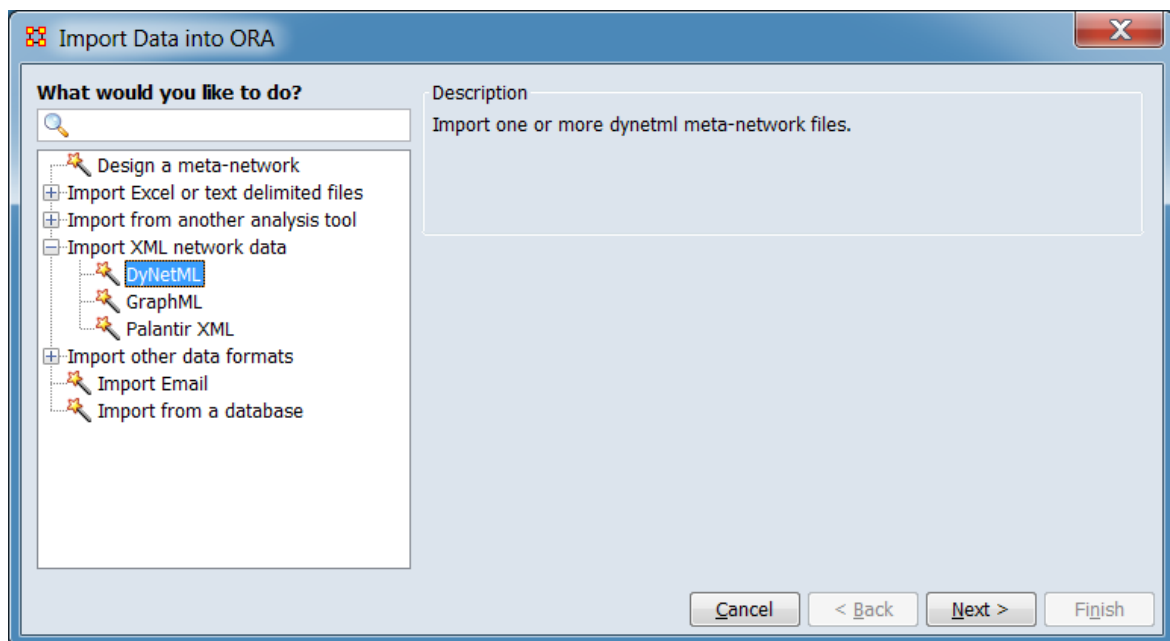 Import Data into ORA
X
What would you like to do?
Design a meta-network
Import Excel or text delimited files
Import from another analysis tool
Import XML network data
DyNetML
GraphML
Palantir XML
Import other data formats
Import Email
Import from a database
Description
Import one or more dynetml meta-network files.
Cancel
< Back
Next >
Finish